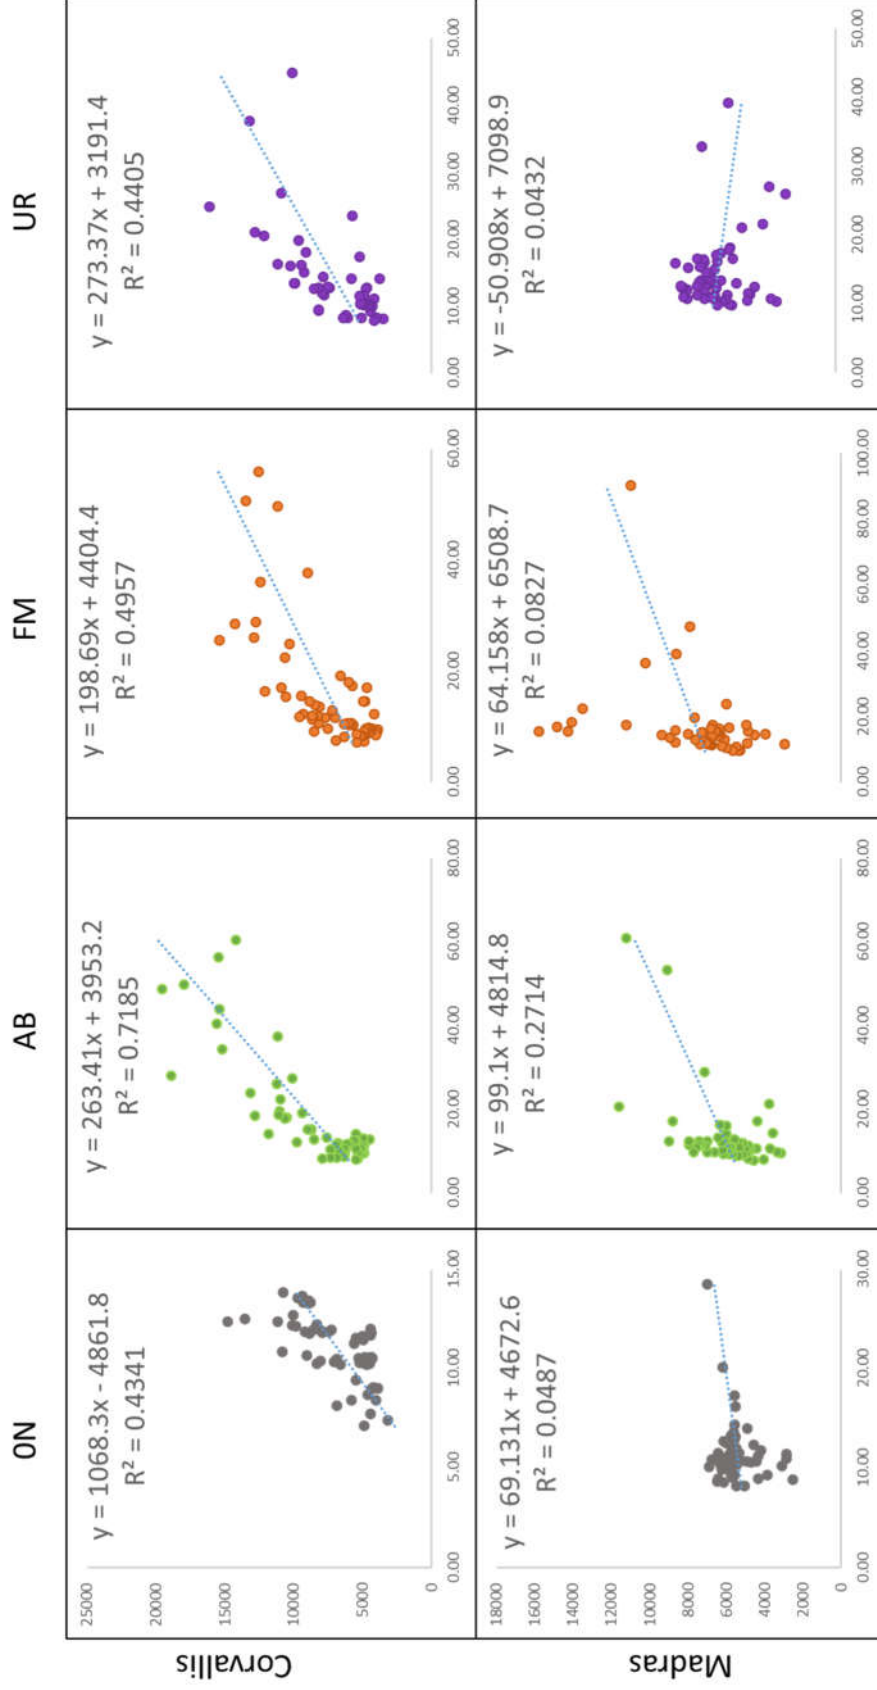 0N
AB
FM
UR
Corvallis
25000
20000
15000
10000
5000
0
y = 1068.3x - 4861.8
R² = 0.4341
0.00 5.00 10.00 15.00
y = 263.41x + 3953.2
R² = 0.7185
0.00 20.00 40.00 60.00 80.00
y = 198.69x + 4404.4
R² = 0.4957
0.00 20.00 40.00 60.00
y = 273.37x + 3191.4
R² = 0.4405
0.00 10.00 20.00 30.00 40.00 50.00
Madras
18000
16000
14000
12000
10000
8000
6000
4000
2000
0
y = 69.131x + 4672.6
R² = 0.0487
0.00 10.00 20.00 30.00
y = 99.1x + 4814.8
R² = 0.2714
0.00 20.00 40.00 60.00 80.00
y = 64.158x + 6508.7
R² = 0.0827
0.00 20.00 40.00 60.00 80.00 100.00
y = -50.908x + 7098.9
R² = 0.0432
0.00 10.00 20.00 30.00 40.00 50.00